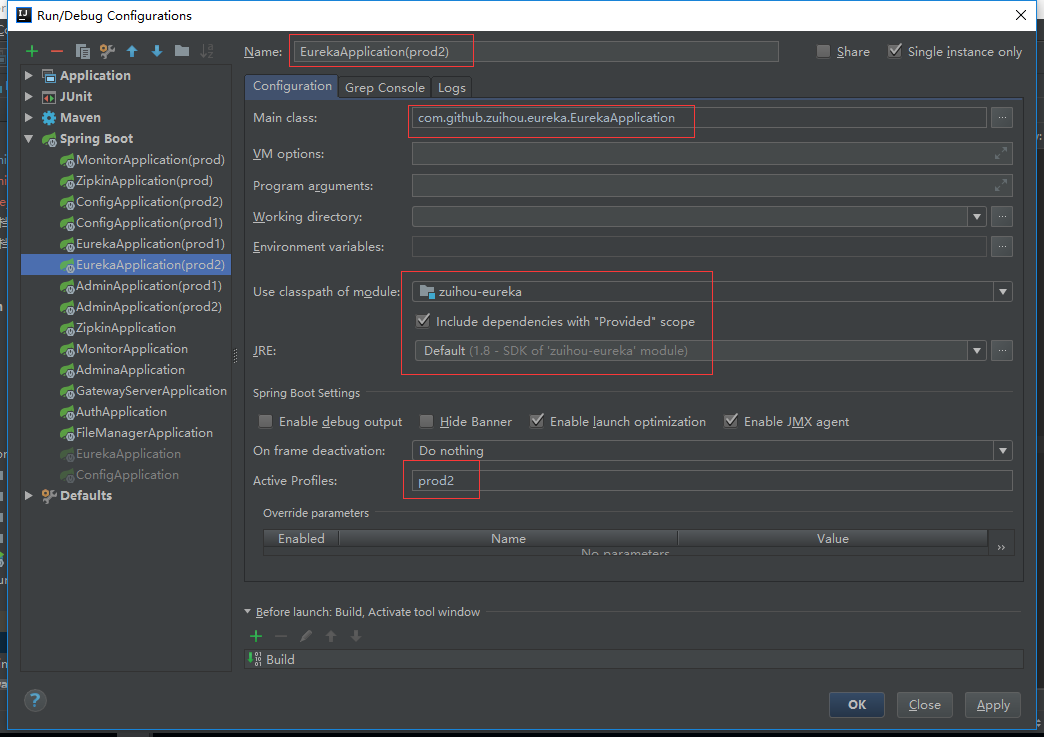 Run/Debug Configurations
Name: EurekaApplication(prod2) Share Single instance only
Application
JUnit
Maven
Spring Boot
MonitorApplication(prod)
ZipkinApplication(prod)
ConfigApplication(prod2)
ConfigApplication(prod1)
EurekaApplication(prod1)
EurekaApplication(prod2)
AdminApplication(prod1)
AdminApplication(prod2)
ZipkinApplication
MonitorApplication
AdminaApplication
GatewayServerApplication
AuthApplication
FileManagerApplication
EurekaApplication
ConfigApplication
Defaults
Configuration Grep Console Logs
Main class: com.github.zuihou.eureka.EurekaApplication ...
VM options:
Program arguments:
Working directory: ...
Environment variables: ...
Use classpath of module: zuihou-eureka
Include dependencies with "Provided" scope
JRE: Default (1.8 - SDK of 'zuihou-eureka' module) ...
Spring Boot Settings
Enable debug output Hide Banner Enable launch optimization Enable JMX agent
On frame deactivation: Do nothing
Active Profiles: prod2
Override parameters
Enabled Name Value
No parameters
»
Before launch: Build, Activate tool window
Build
? OK Close Apply